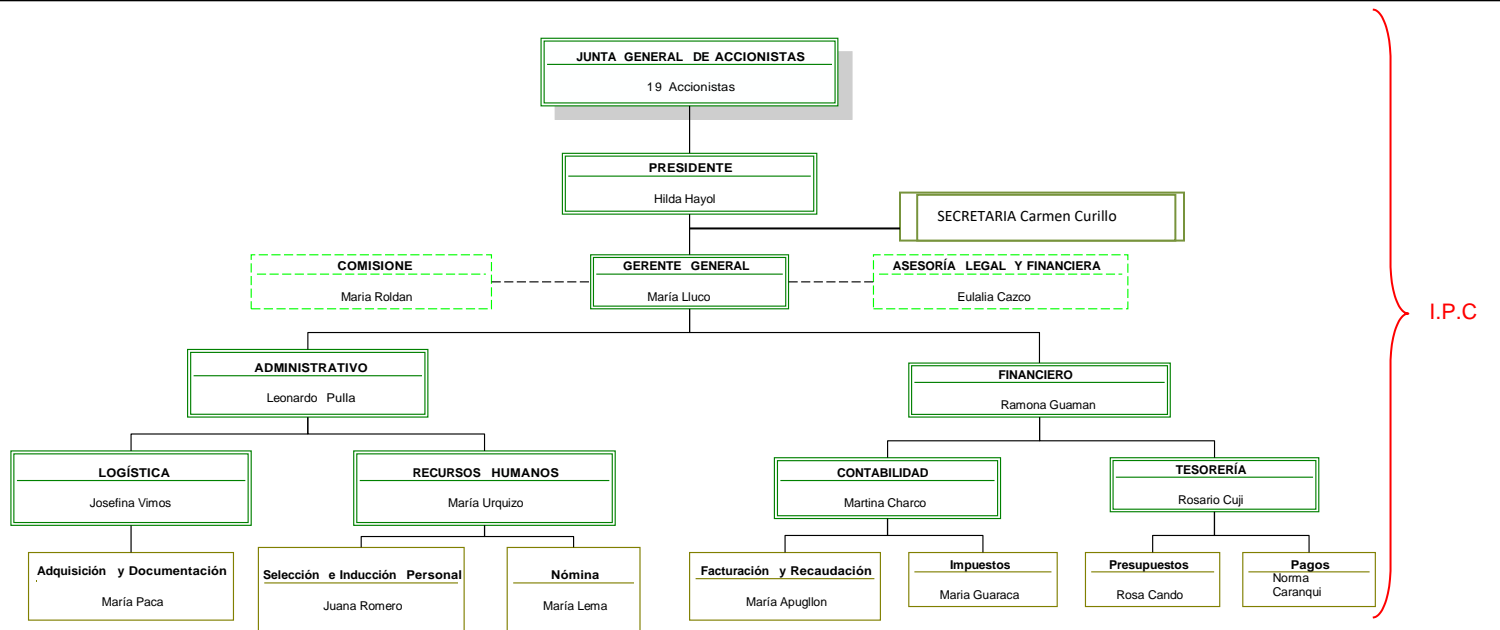 JUNTA GENERAL DE ACCIONISTAS
19 Accionistas
PRESIDENTE
Hilda Hayol
SECRETARIA Carmen Curillo
COMISIONE
Maria Roldan
GERENTE GENERAL
María Lluco
ASESORÍA LEGAL Y FINANCIERA
Eulalia Cazco
I.P.C
ADMINISTRATIVO
Leonardo Pulla
FINANCIERO
Ramona Guaman
LOGÍSTICA
Josefina Vimos
RECURSOS HUMANOS
María Urquizo
CONTABILIDAD
Martina Charco
TESORERÍA
Rosario Cuji
Adquisición y Documentación
María Paca
Selección e Inducción Personal
Juana Romero
Nómina
María Lema
Facturación y Recaudación
María Apugllon
Impuestos
Maria Guaraca
Presupuestos
Rosa Cando
Pagos
Norma
Caranqui